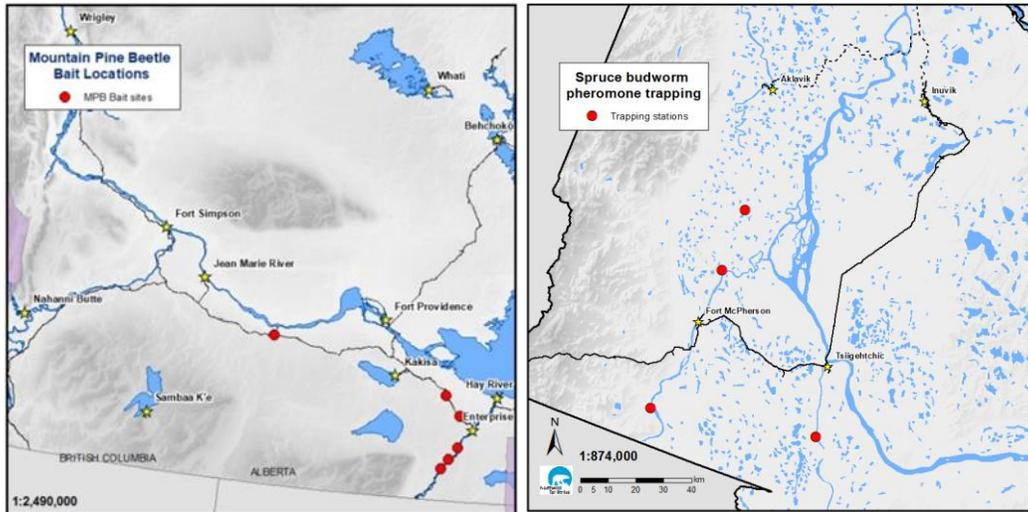 Wrigley
Mountain Pine Beetle
Bait Locations
MPB Bait sites
Whati
Behchokǫ
Fort Simpson
Jean Marie River
Nahanni Butte
Fort Providence
Kakisa
Hay River
Sambaa K'e
Enterprise
BRITISH COLUMBIA
ALBERTA
1:2,490,000
Spruce budworm
pheromone trapping
Trapping stations
Aklavik
Inuvik
Fort McPherson
Tsiigehtchic
N
1:874,000
km
0 5 10 20 30 40